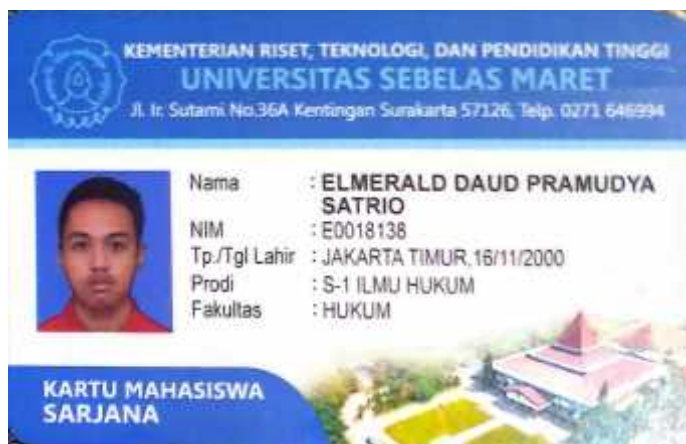 KEMENTERIAN RISET, TEKNOLOGI, DAN PENDIDIKAN TINGGI
UNIVERSITAS SEBELAS MARET
Jl. Ir. Sutami No.36A Kentingan Surakarta 57126, Telp. 0271 646994
Nama : ELMERALD DAUD PRAMUDYA
SATRIO
NIM : E0018138
Tp./Tgl Lahir : JAKARTA TIMUR,16/11/2000
Prodi : S-1 ILMU HUKUM
Fakultas : HUKUM
KARTU MAHASISWA
SARJANA